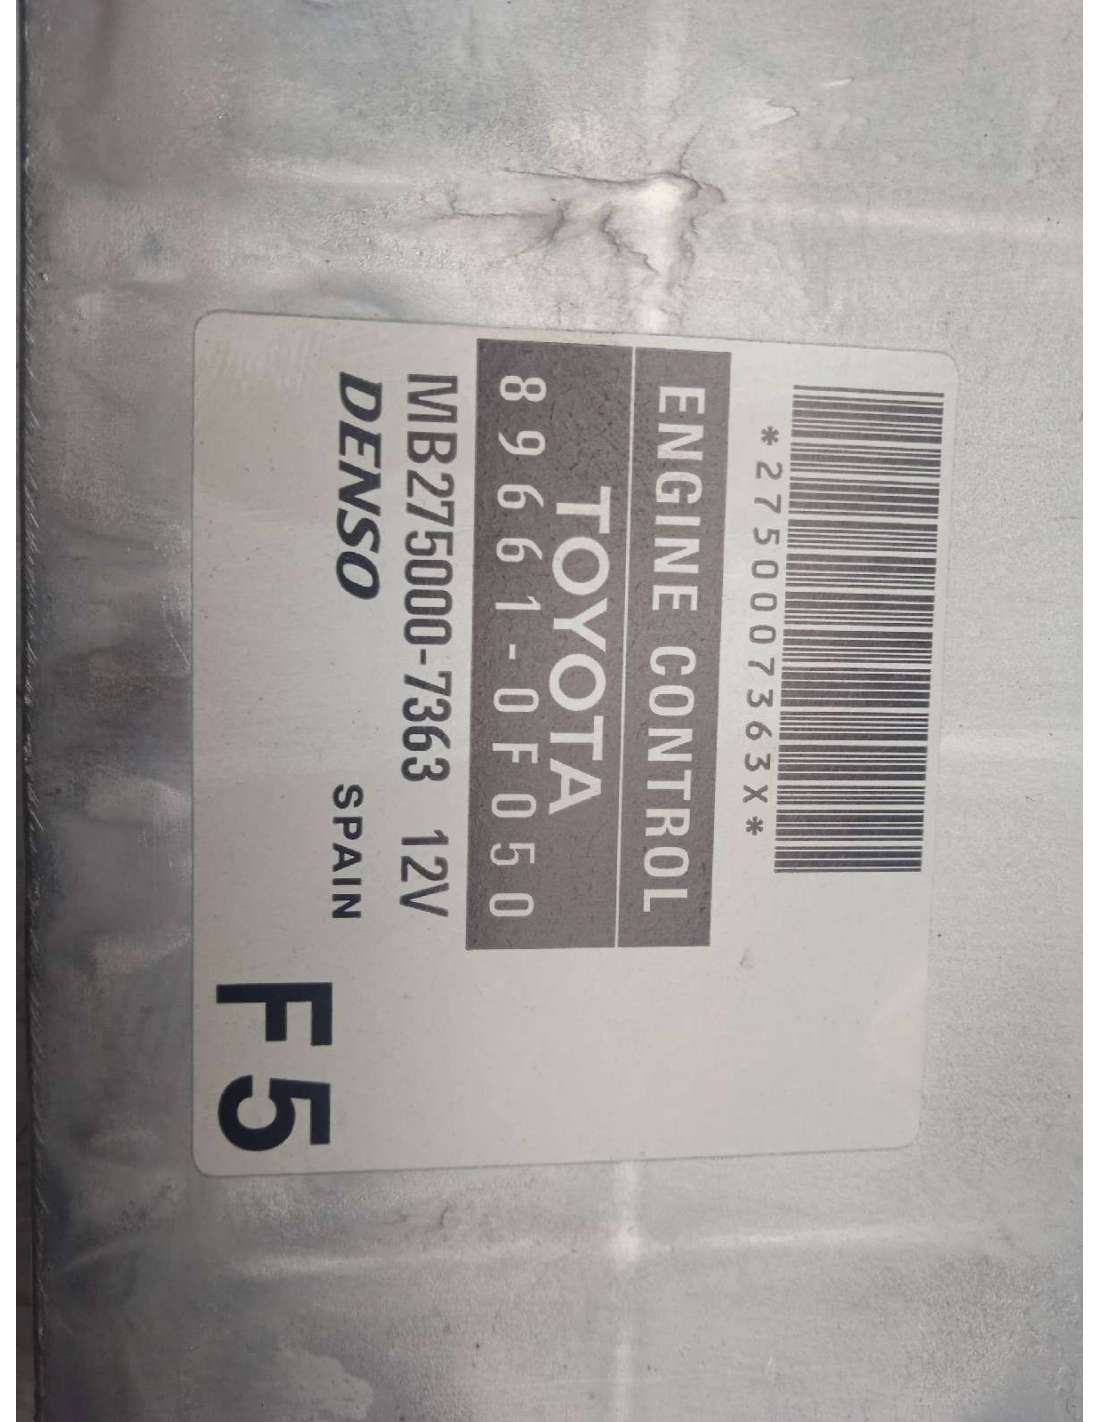 *2750007363X*
ENGINE CONTROL
TOYOTA
89661-0F050
MB275000-7363 12V
DENSO SPAIN
F5